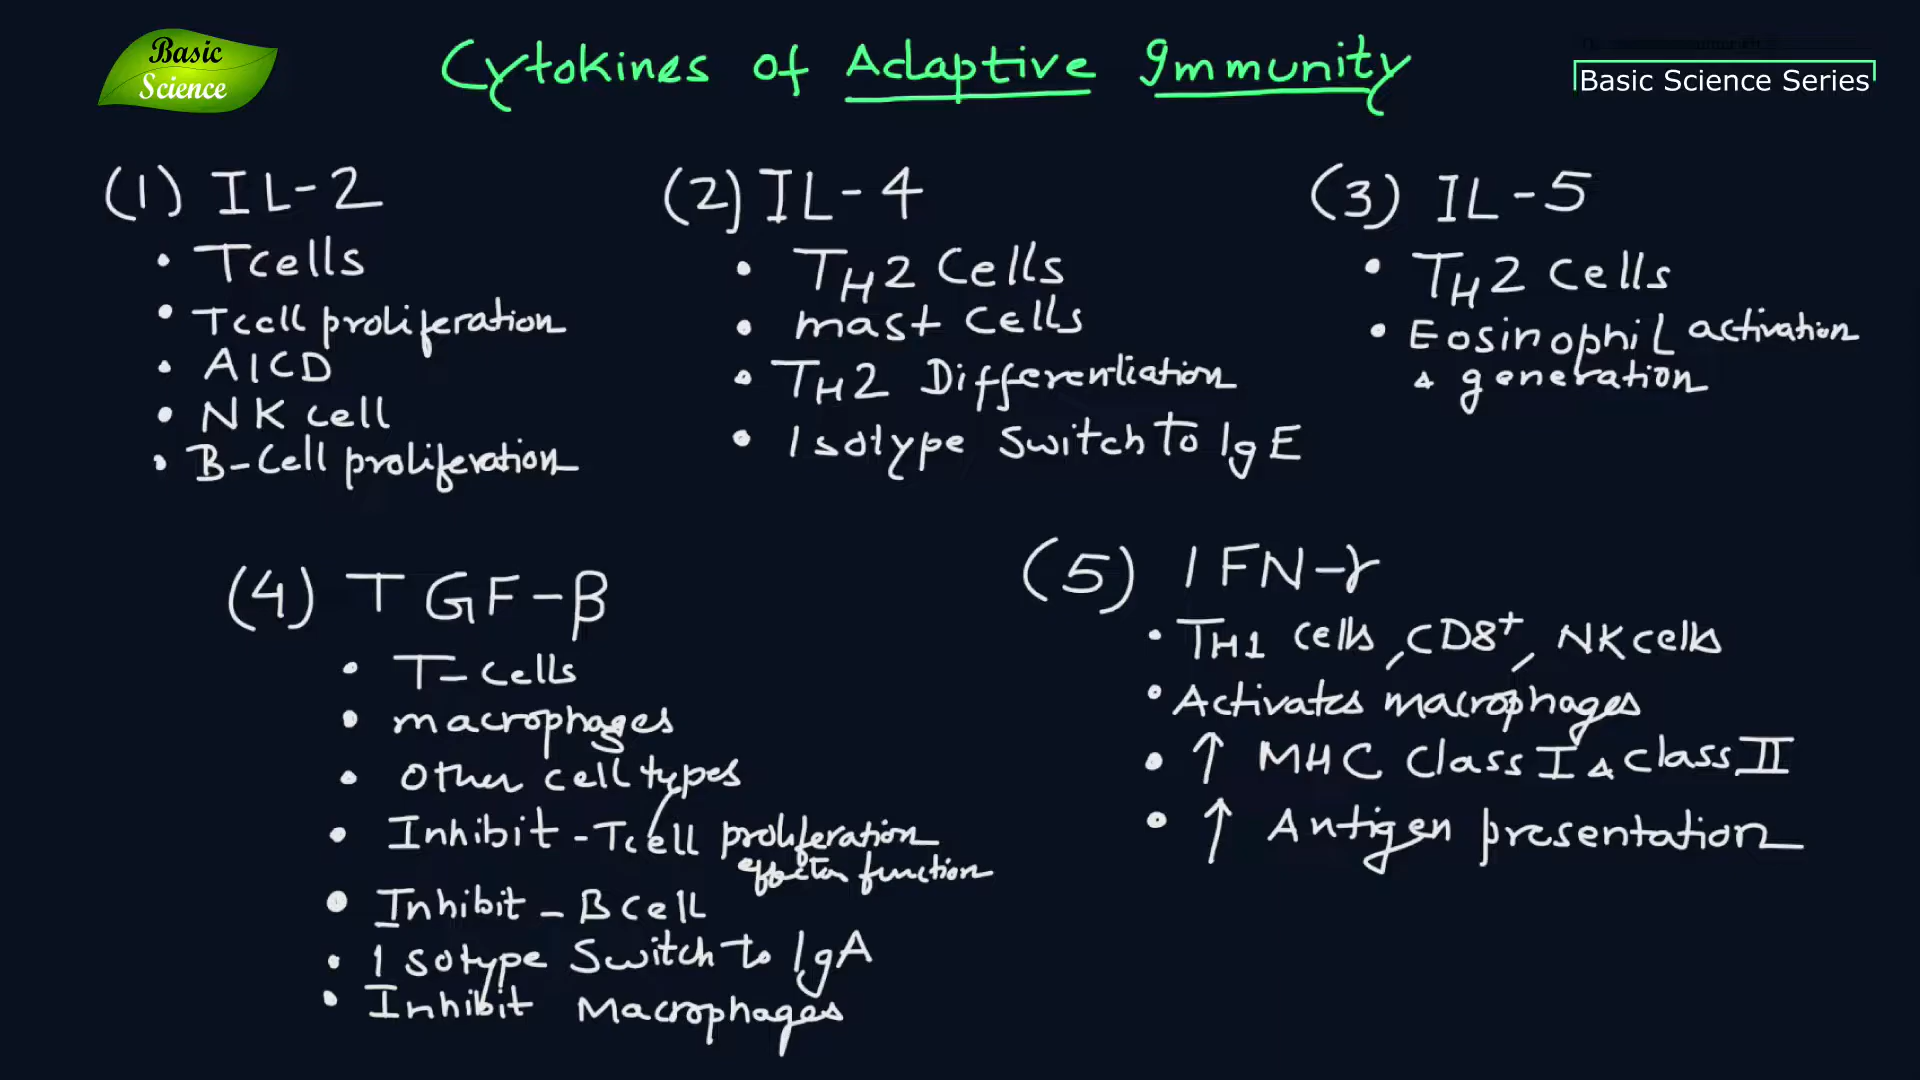 Basic
Science
Cytokines of Adaptive Immunity
Basic Science Series
(1) IL-2
• T cells
• T cell proliferation
• AICD
• NK cell
• B-Cell proliferation
(2) IL-4
• TH2 Cells
• mast cells
• TH2 Differentiation
• Isotype Switch to IgE
(3) IL-5
• TH2 cells
• Eosinophil activation
& generation
(4) TGF-β
• T-cells
• macrophages
• Other cell types
• Inhibit - T cell proliferation
effector function
• Inhibit - B cell
• Isotype Switch to IgA
• Inhibit Macrophages
(5) IFN-γ
• TH1 cells, CD8+, NK cells
• Activates macrophages
• ↑ MHC Class I & class II
• ↑ Antigen presentation